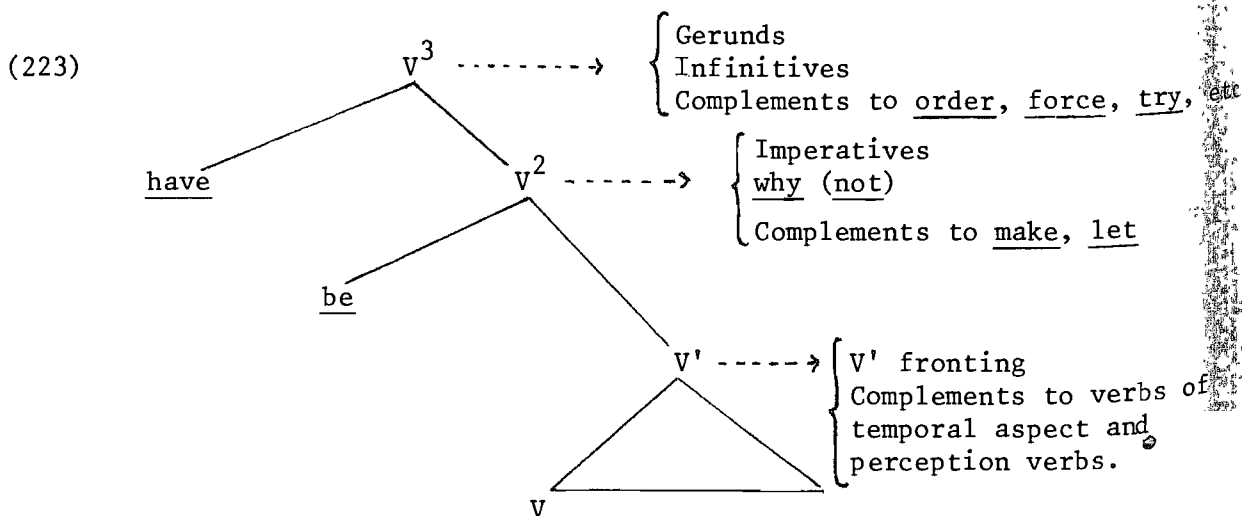 (223)
V³ --------> { Gerunds
Infinitives
Complements to order, force, try, etc
have
V² -------> { Imperatives
why (not)
Complements to make, let
be
V' ------> { V' fronting
Complements to verbs of
temporal aspect and
perception verbs.
V